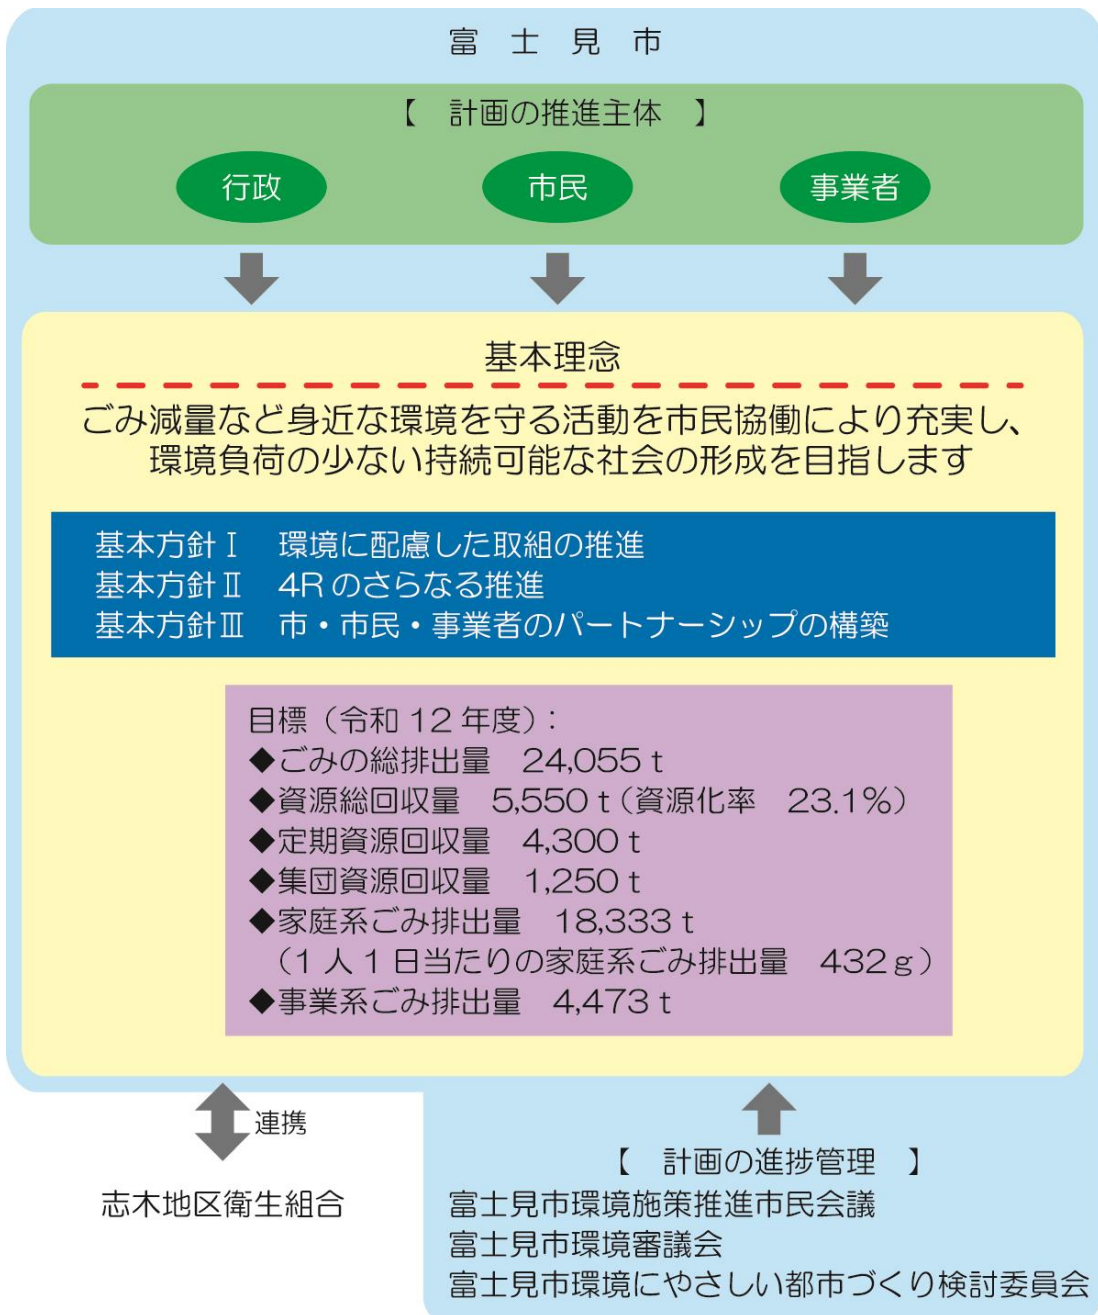 富士見市
【 計画の推進主体 】
行政 市民 事業者
基本理念
ごみ減量など身近な環境を守る活動を市民協働により充実し、
環境負荷の少ない持続可能な社会の形成を目指します
基本方針Ⅰ 環境に配慮した取組の推進
基本方針Ⅱ 4Rのさらなる推進
基本方針Ⅲ 市・市民・事業者のパートナーシップの構築
目標（令和12年度）：
◆ごみの総排出量 24,055t
◆資源総回収量 5,550t（資源化率 23.1%）
◆定期資源回収量 4,300t
◆集団資源回収量 1,250t
◆家庭系ごみ排出量 18,333t
（1人1日当たりの家庭系ごみ排出量 432g）
◆事業系ごみ排出量 4,473t
連携
志木地区衛生組合
【 計画の進捗管理 】
富士見市環境施策推進市民会議
富士見市環境審議会
富士見市環境にやさしい都市づくり検討委員会